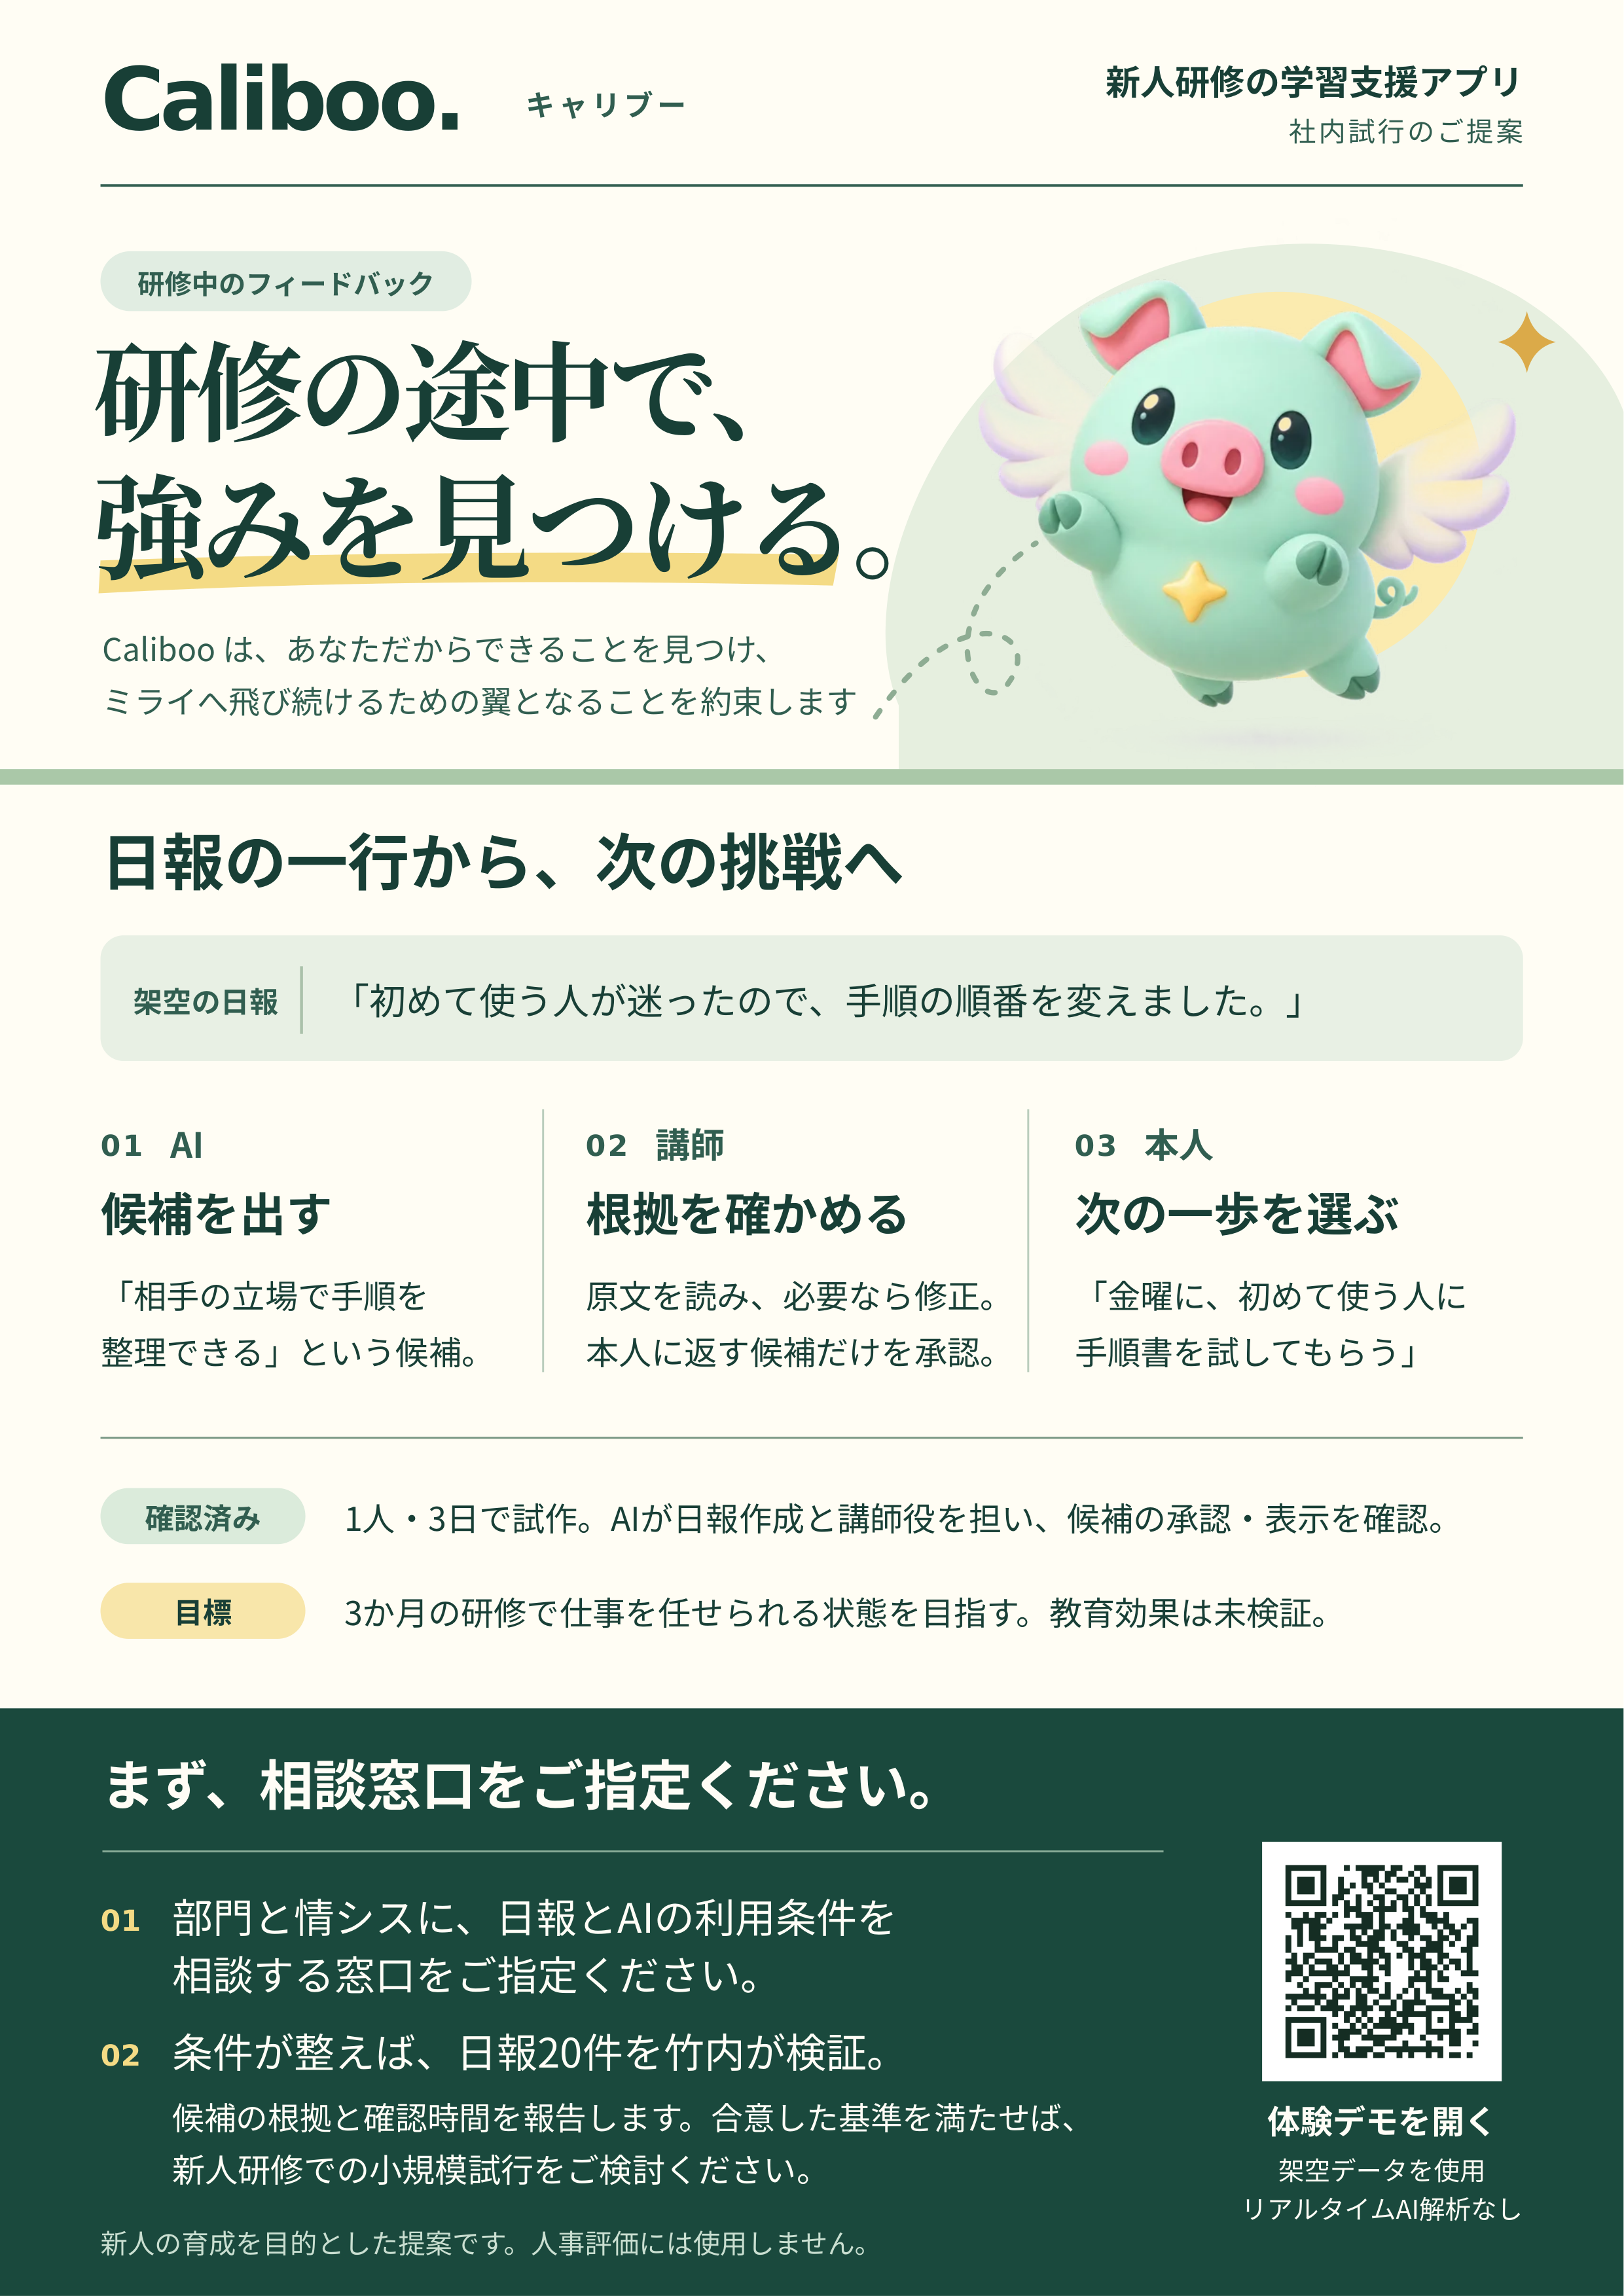 Caliboo.
キャリブー
新人研修の学習支援アプリ
社内試行のご提案
研修中のフィードバック
研修の途中で、
強みを見つける。
Caliboo は、あなただからできることを見つけ、
ミライへ飛び続けるための翼となることを約束します
日報の一行から、次の挑戦へ
架空の日報
「初めて使う人が迷ったので、手順の順番を変えました。」
01 AI
候補を出す
「相手の立場で手順を
整理できる」という候補。
02 講師
根拠を確かめる
原文を読み、必要なら修正。
本人に返す候補だけを承認。
03 本人
次の一歩を選ぶ
「金曜に、初めて使う人に
手順書を試してもらう」
確認済み
1人・3日で試作。AIが日報作成と講師役を担い、候補の承認・表示を確認。
目標
3か月の研修で仕事を任せられる状態を目指す。教育効果は未検証。
まず、相談窓口をご指定ください。
01 部門と情シスに、日報とAIの利用条件を
相談する窓口をご指定ください。
02 条件が整えば、日報20件を竹内が検証。
候補の根拠と確認時間を報告します。合意した基準を満たせば、
新人研修での小規模試行をご検討ください。
新人の育成を目的とした提案です。人事評価には使用しません。
体験デモを開く
架空データを使用
リアルタイムAI解析なし